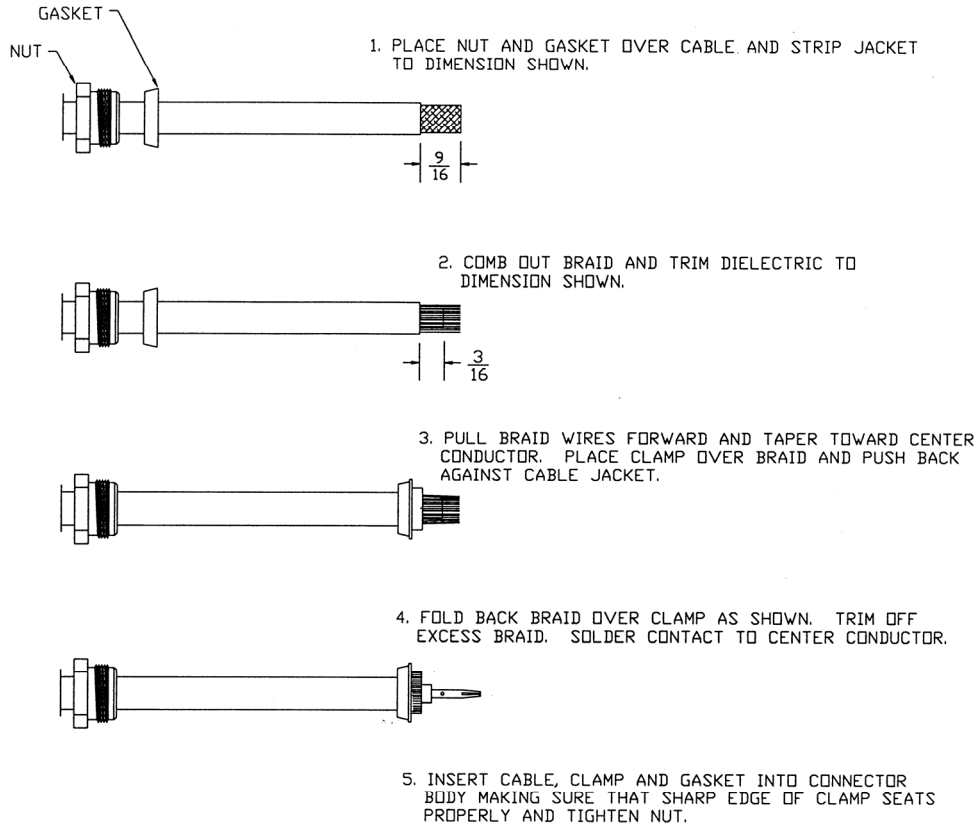 GASKET
NUT
1. PLACE NUT AND GASKET OVER CABLE AND STRIP JACKET
TO DIMENSION SHOWN.
9
16
2. COMB OUT BRAID AND TRIM DIELECTRIC TO
DIMENSION SHOWN.
3
16
3. PULL BRAID WIRES FORWARD AND TAPER TOWARD CENTER
CONDUCTOR. PLACE CLAMP OVER BRAID AND PUSH BACK
AGAINST CABLE JACKET.
4. FOLD BACK BRAID OVER CLAMP AS SHOWN. TRIM OFF
EXCESS BRAID. SOLDER CONTACT TO CENTER CONDUCTOR.
5. INSERT CABLE, CLAMP AND GASKET INTO CONNECTOR
BODY MAKING SURE THAT SHARP EDGE OF CLAMP SEATS
PROPERLY AND TIGHTEN NUT.